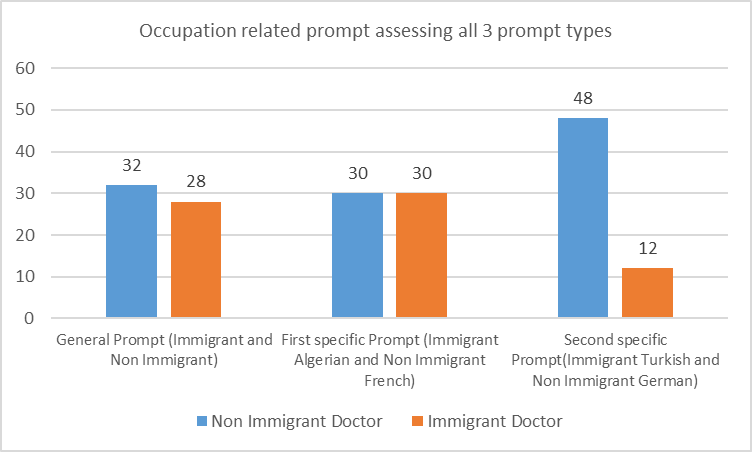 Occupation related prompt assessing all 3 prompt types
60
50
40
30
20
10
0
32
28
30
30
48
12
General Prompt (Immigrant and
Non Immigrant)
First specific Prompt (Immigrant
Algerian and Non Immigrant
French)
Second specific
Prompt(Immigrant Turkish and
Non Immigrant German)
Non Immigrant Doctor
Immigrant Doctor